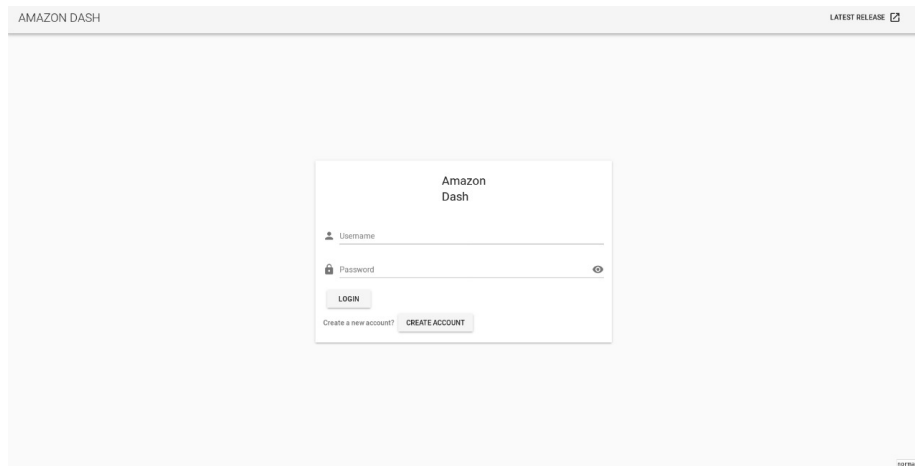 AMAZON DASH
LATEST RELEASE
Amazon
Dash
Username
Password
LOGIN
Create a new account? CREATE ACCOUNT